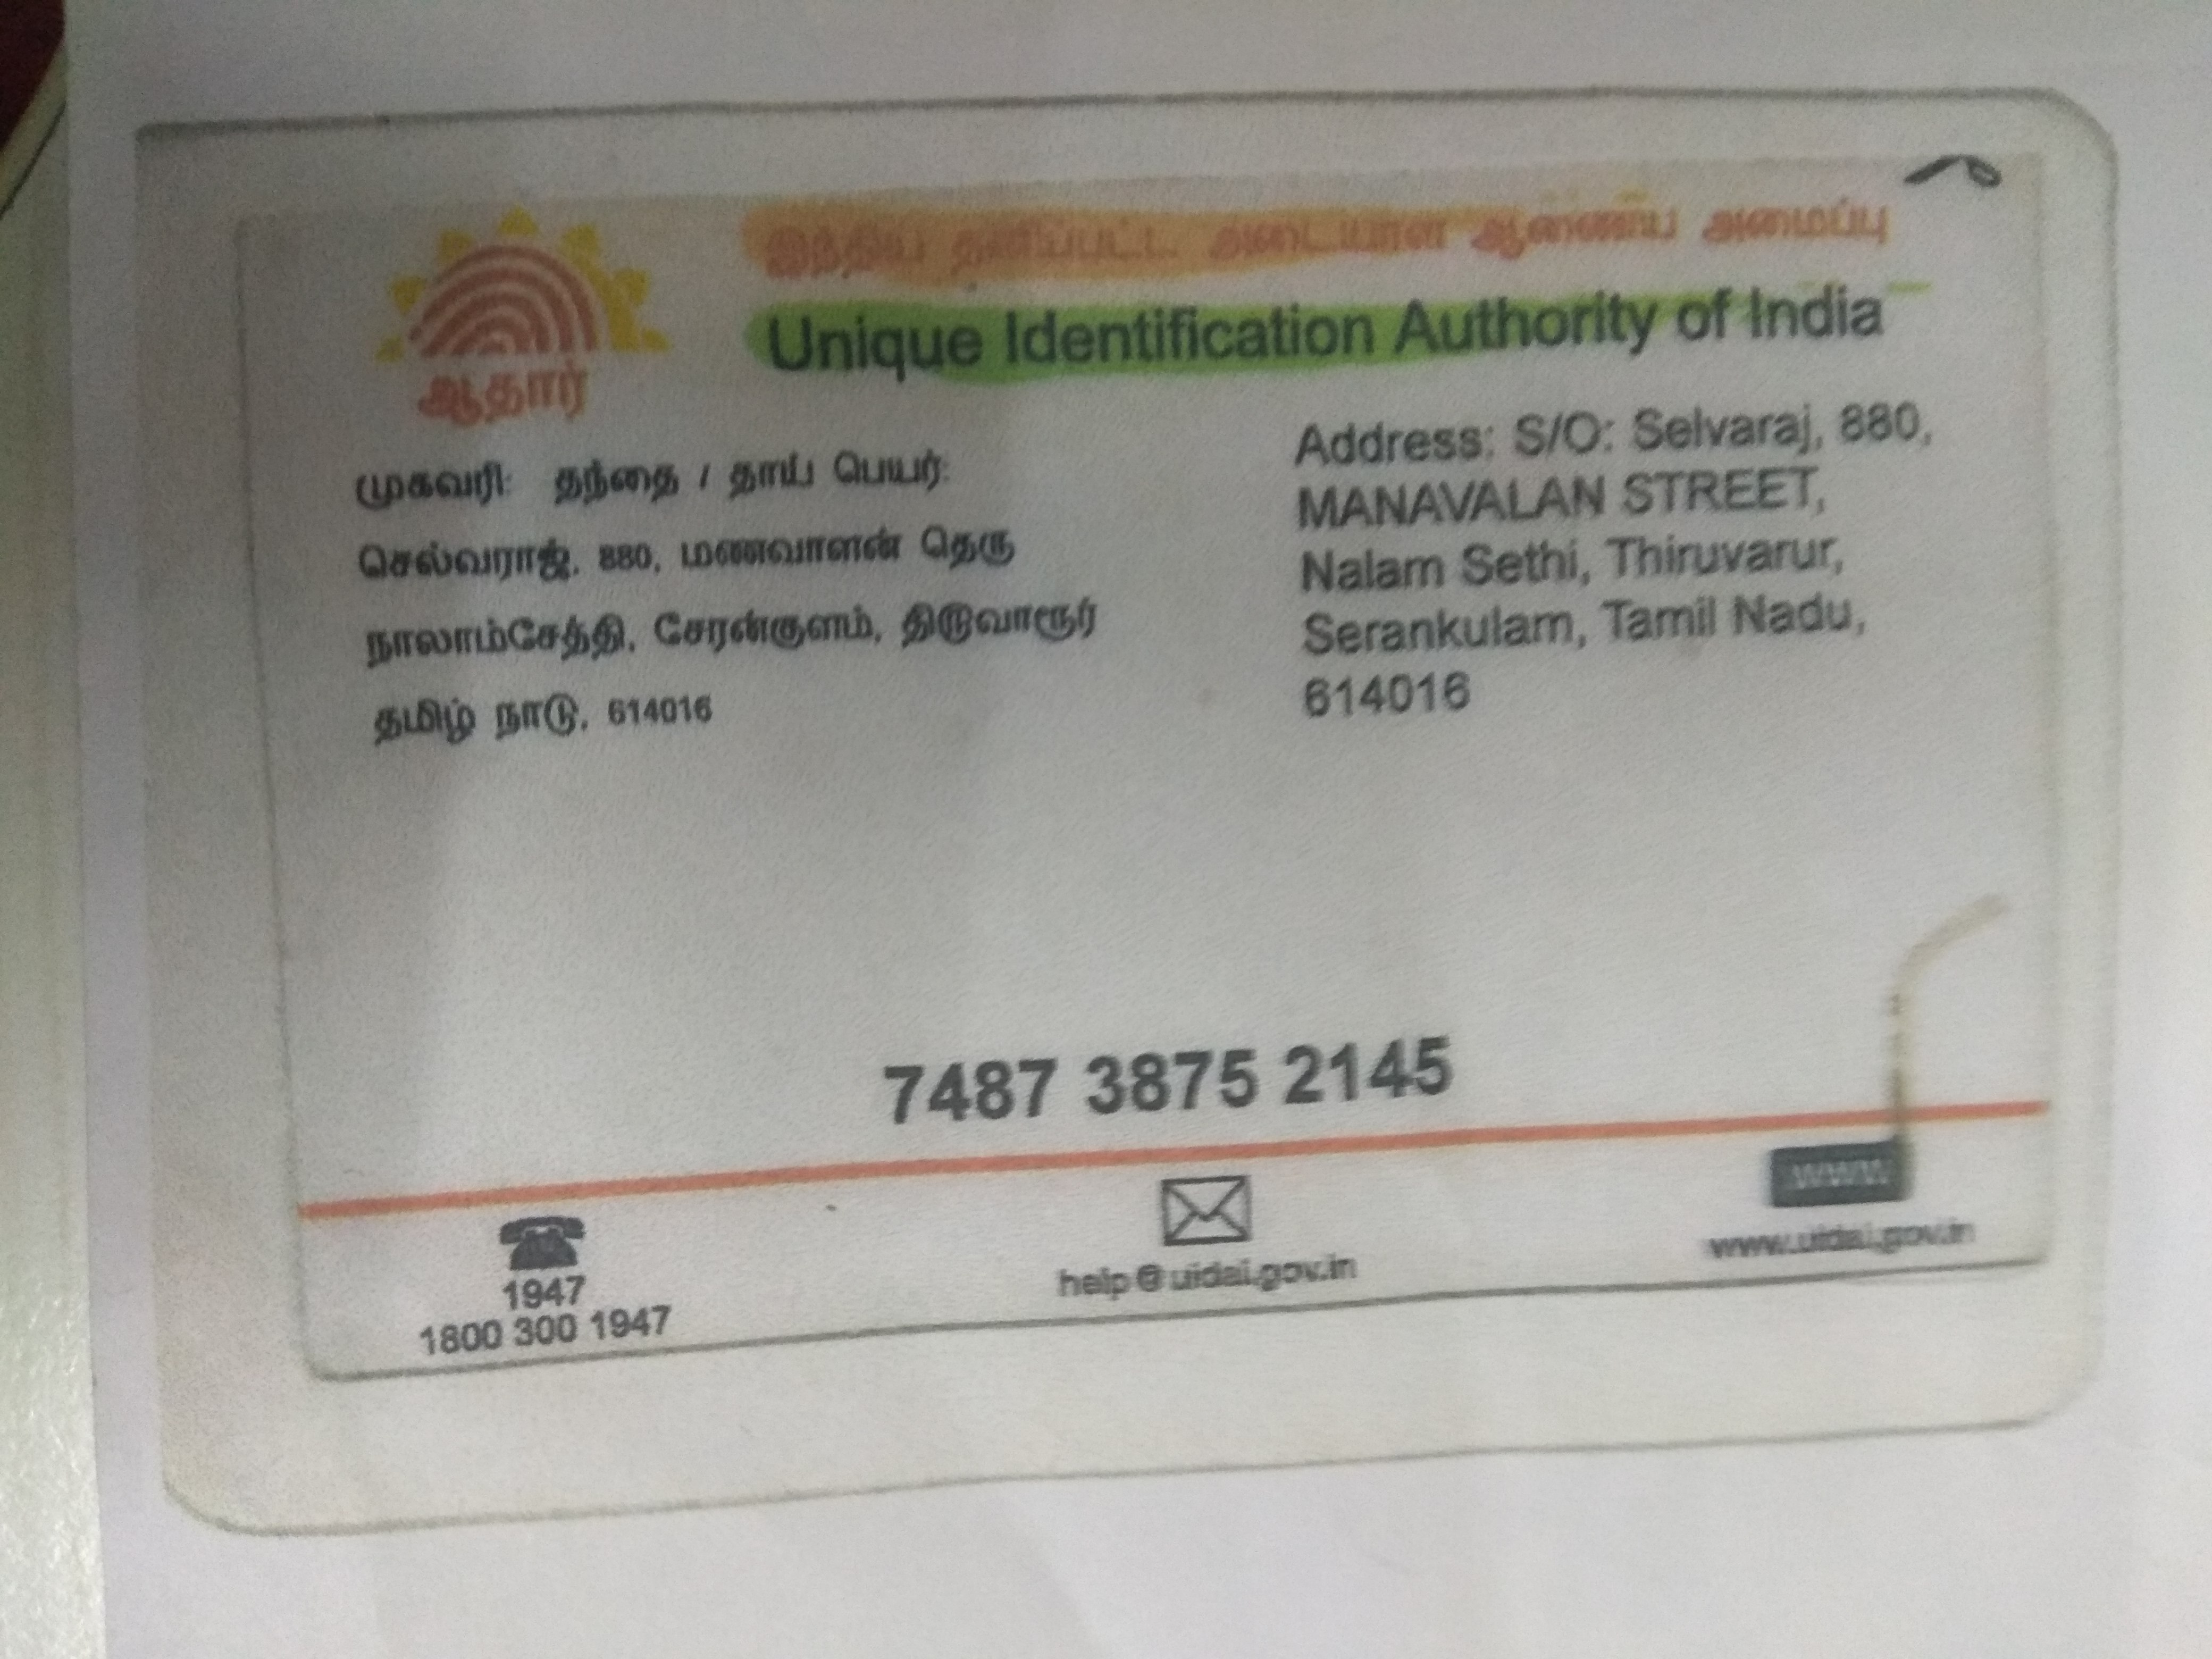 இந்திய தனிப்பட்ட அடையாள ஆணைய அமைப்பு
Unique Identification Authority of India
ஆதார்
முகவரி: தந்தை / தாய் பெயர்:
செல்வராஜ், 880, மணவாளன் தெரு
நாலாம்சேத்தி, சேரன்குளம், திருவாரூர்
தமிழ் நாடு, 614016
Address: S/O: Selvaraj, 880,
MANAVALAN STREET,
Nalam Sethi, Thiruvarur,
Serankulam, Tamil Nadu,
614016
7487 3875 2145
1947
1800 300 1947
help@uidai.gov.in
WWW
www.uidai.gov.in